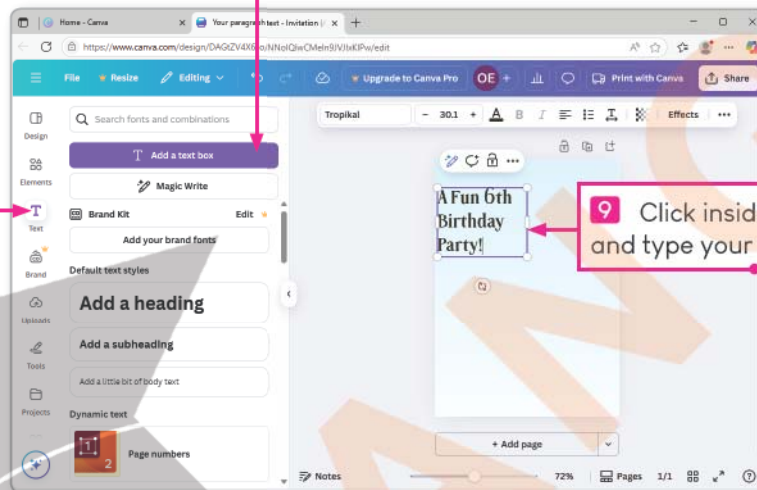 Home - Canva
Your paragraph text - Invitation (
https://www.canva.com/design/
/edit
File
Resize
Editing
Upgrade to Canva Pro
OE
+
Print with Canva
Share
Design
Elements
Text
Brand
Uploads
Tools
Projects
Search fonts and combinations
T Add a text box
Magic Write
Brand Kit
Edit
Add your brand fonts
Default text styles
Add a heading
Add a subheading
Add a little bit of body text
Dynamic text
1
2
Page numbers
Tropikal
- 30.1 +
A
B
I
Effects
A Fun 6th
Birthday
Party!
9 Click insid
and type your
+ Add page
Notes
72%
Pages
1/1